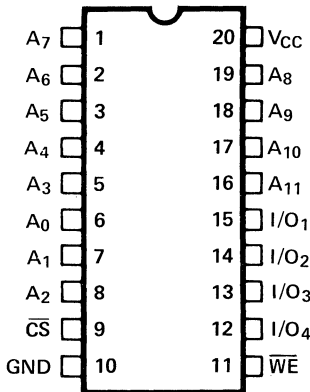 A7 1 20 VCC
A6 2 19 A8
A5 3 18 A9
A4 4 17 A10
A3 5 16 A11
A0 6 15 I/O1
A1 7 14 I/O2
A2 8 13 I/O3
C̅S̅ 9 12 I/O4
GND 10 11 W̅E̅